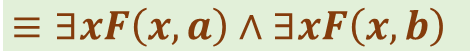 ≡ ∃xF(x, a) ∧ ∃xF(x, b)